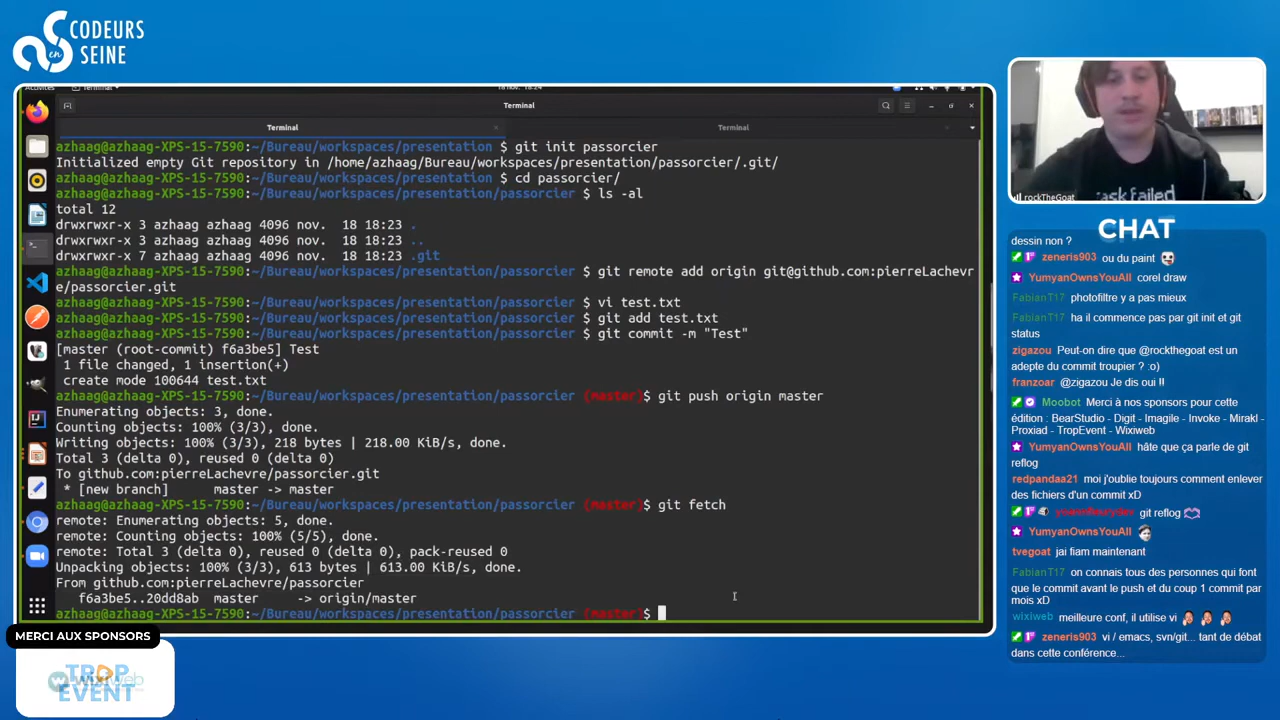 CODEURS
en
SEINE
Activités
Terminal
18 nov. 18:24
Terminal
Terminal
Terminal
azhaag@azhaag-XPS-15-7590:~/Bureau/workspaces/presentation $ git init passorcier
Initialized empty Git repository in /home/azhaag/Bureau/workspaces/presentation/passorcier/.git/
azhaag@azhaag-XPS-15-7590:~/Bureau/workspaces/presentation $ cd passorcier/
azhaag@azhaag-XPS-15-7590:~/Bureau/workspaces/presentation/passorcier $ ls -al
total 12
drwxrwxr-x 3 azhaag azhaag 4096 nov.  18 18:23 .
drwxrwxr-x 3 azhaag azhaag 4096 nov.  18 18:23 ..
drwxrwxr-x 7 azhaag azhaag 4096 nov.  18 18:23 .git
azhaag@azhaag-XPS-15-7590:~/Bureau/workspaces/presentation/passorcier $ git remote add origin git@github.com:pierreLachevr
e/passorcier.git
azhaag@azhaag-XPS-15-7590:~/Bureau/workspaces/presentation/passorcier $ vi test.txt
azhaag@azhaag-XPS-15-7590:~/Bureau/workspaces/presentation/passorcier $ git add test.txt
azhaag@azhaag-XPS-15-7590:~/Bureau/workspaces/presentation/passorcier $ git commit -m "Test"
[master (root-commit) f6a3be5] Test
1 file changed, 1 insertion(+)
create mode 100644 test.txt
azhaag@azhaag-XPS-15-7590:~/Bureau/workspaces/presentation/passorcier (master)$ git push origin master
Enumerating objects: 3, done.
Counting objects: 100% (3/3), done.
Writing objects: 100% (3/3), 218 bytes | 218.00 KiB/s, done.
Total 3 (delta 0), reused 0 (delta 0)
To github.com:pierreLachevre/passorcier.git
* [new branch]      master -> master
azhaag@azhaag-XPS-15-7590:~/Bureau/workspaces/presentation/passorcier (master)$ git fetch
remote: Enumerating objects: 5, done.
remote: Counting objects: 100% (5/5), done.
remote: Total 3 (delta 0), reused 0 (delta 0), pack-reused 0
Unpacking objects: 100% (3/3), 613 bytes | 613.00 KiB/s, done.
From github.com:pierreLachevre/passorcier
f6a3be5..20dd8ab  master     -> origin/master
azhaag@azhaag-XPS-15-7590:~/Bureau/workspaces/presentation/passorcier (master)$
MERCI AUX SPONSORS
TROP
EVENT
wixiweb
task failed
rockTheGoat
CHAT
dessin non ?
zeneris903 ou du paint
YumyanOwnsYouAll corel draw
FabianT17 photofiltre y a pas mieux
FabianT17 ha il commence pas par git init et git
status
zigazou Peut-on dire que @rockthegoat est un
adepte du commit troupier ? :o)
franzoar @zigazou Je dis oui !!
Moobot Merci à nos sponsors pour cette
édition : BearStudio - Digit - Imagile - Invoke - Mirakl -
Proxiad - TropEvent - Wixiweb
YumyanOwnsYouAll hâte que ça parle de git
reflog
redpandaa21 moi j'oublie toujours comment enlever
des fichiers d'un commit xD
git reflog
YumyanOwnsYouAll
tvegoat jai fiam maintenant
FabianT17 on connais tous des personnes qui font
que le commit avant le push et du coup 1 commit par
mois xD
wixiweb meilleure conf, il utilise vi
zeneris903 vi / emacs, svn/git... tant de débat
dans cette conférence...